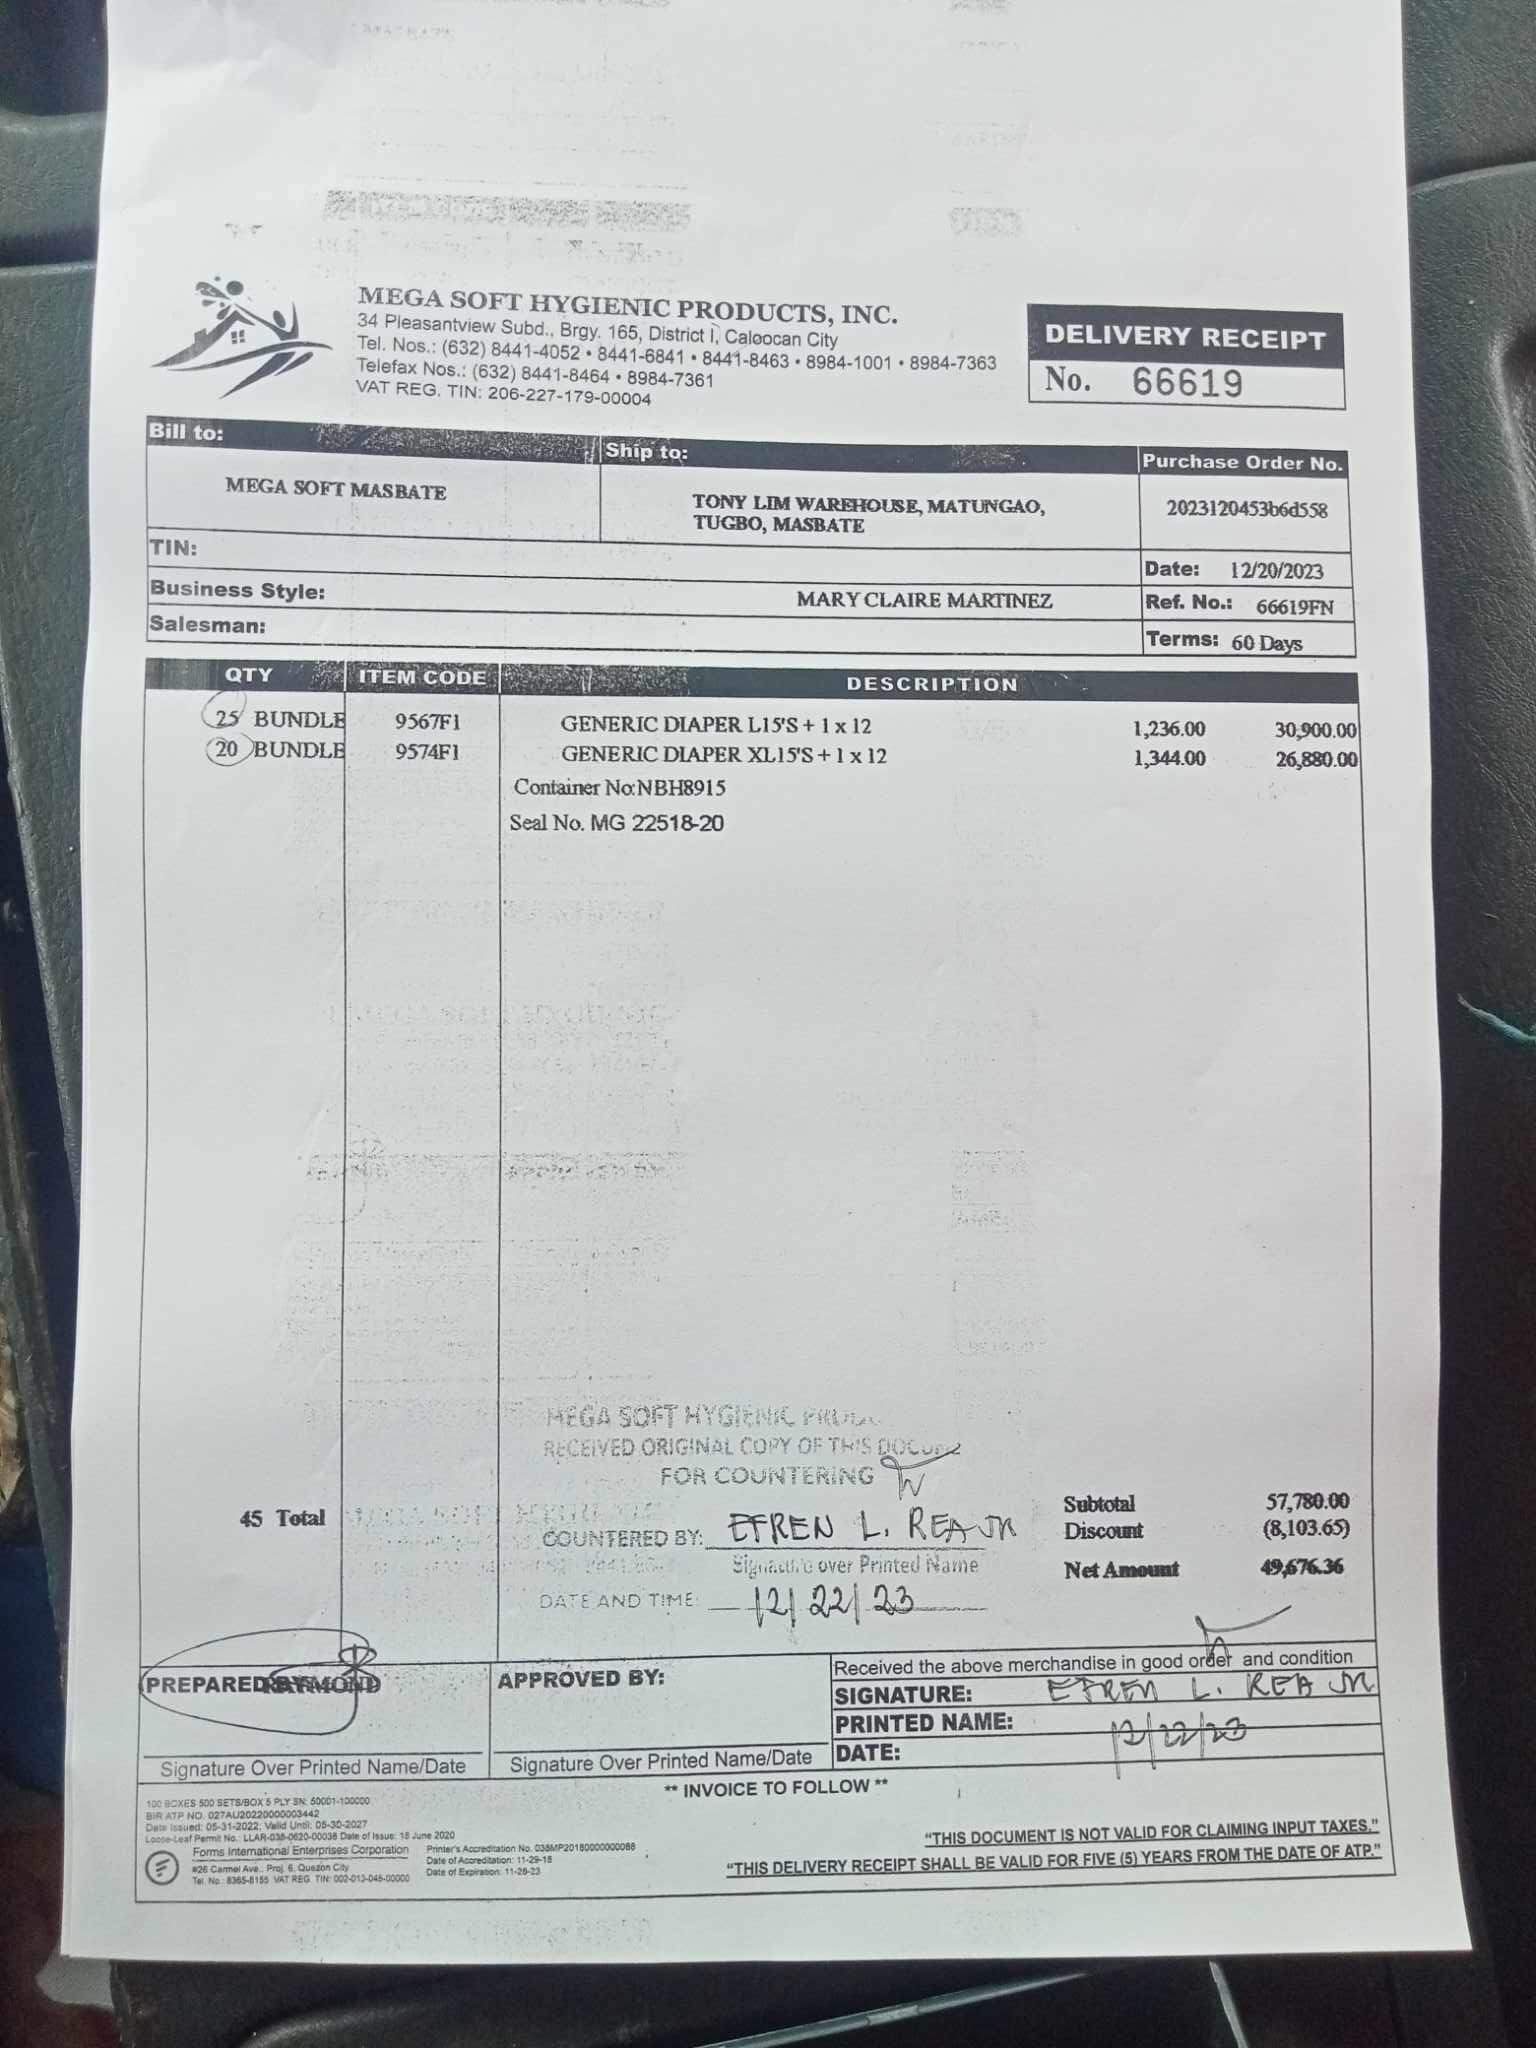 MEGA SOFT HYGIENIC PRODUCTS, INC.
34 Pleasantview Subd., Brgy. 165, District I, Caloocan City
Tel. Nos.: (632) 8441-4052 • 8441-6841 • 8441-8463 • 8984-1001 • 8984-7363
Telefax Nos.: (632) 8441-8464 • 8984-7361
VAT REG. TIN: 206-227-179-00004
DELIVERY RECEIPT
No. 66619
Bill to:
MEGA SOFT MASBATE
Ship to:
TONY LIM WAREHOUSE, MATUNGAO,
TUGBO, MASBATE
Purchase Order No.
2023120453b6d558
TIN:
Date: 12/20/2023
Business Style:
MARY CLAIRE MARTINEZ
Ref. No.: 66619FN
Salesman:
Terms: 60 Days
QTY ITEM CODE DESCRIPTION
25 BUNDLE 9567F1 GENERIC DIAPER L15'S + 1 x 12 1,236.00 30,900.00
20 BUNDLE 9574F1 GENERIC DIAPER XL15'S + 1 x 12 1,344.00 26,880.00
Container No:NBH8915
Seal No. MG 22518-20
MEGA SOFT HYGIENIC
RECEIVED ORIGINAL COPY OF THIS
FOR COUNTERING
45 Total
COUNTERED BY: EFREN L. REA JR
Signature over Printed Name
DATE AND TIME: 12/22/23
Subtotal 57,780.00
Discount (8,103.65)
Net Amount 49,676.36
PREPARED BY: RAYMOND
Signature Over Printed Name/Date
APPROVED BY:
Signature Over Printed Name/Date
Received the above merchandise in good order and condition
SIGNATURE: EFREN L. REA JR
PRINTED NAME:
DATE: 12/22/23
** INVOICE TO FOLLOW **
100 BOXES 500 SETS/BOX 5 PLY SN: 50001-100000
BIR ATP NO. 027AU20220000003442
Date Issued: 05-31-2022; Valid Until: 05-30-2027
Loose-Leaf Permit No.: LLAR-038-0620-00036 Date of Issue: 18 June 2020
Forms International Enterprises Corporation
#26 Carmel Ave., Proj. 6, Quezon City
Tel. No.: 8365-8155 VAT REG TIN: 002-013-045-00000
Printer's Accreditation No. 038MP20180000000068
Date of Accreditation: 11-29-18
Date of Expiration: 11-28-23
"THIS DOCUMENT IS NOT VALID FOR CLAIMING INPUT TAXES."
"THIS DELIVERY RECEIPT SHALL BE VALID FOR FIVE (5) YEARS FROM THE DATE OF ATP."